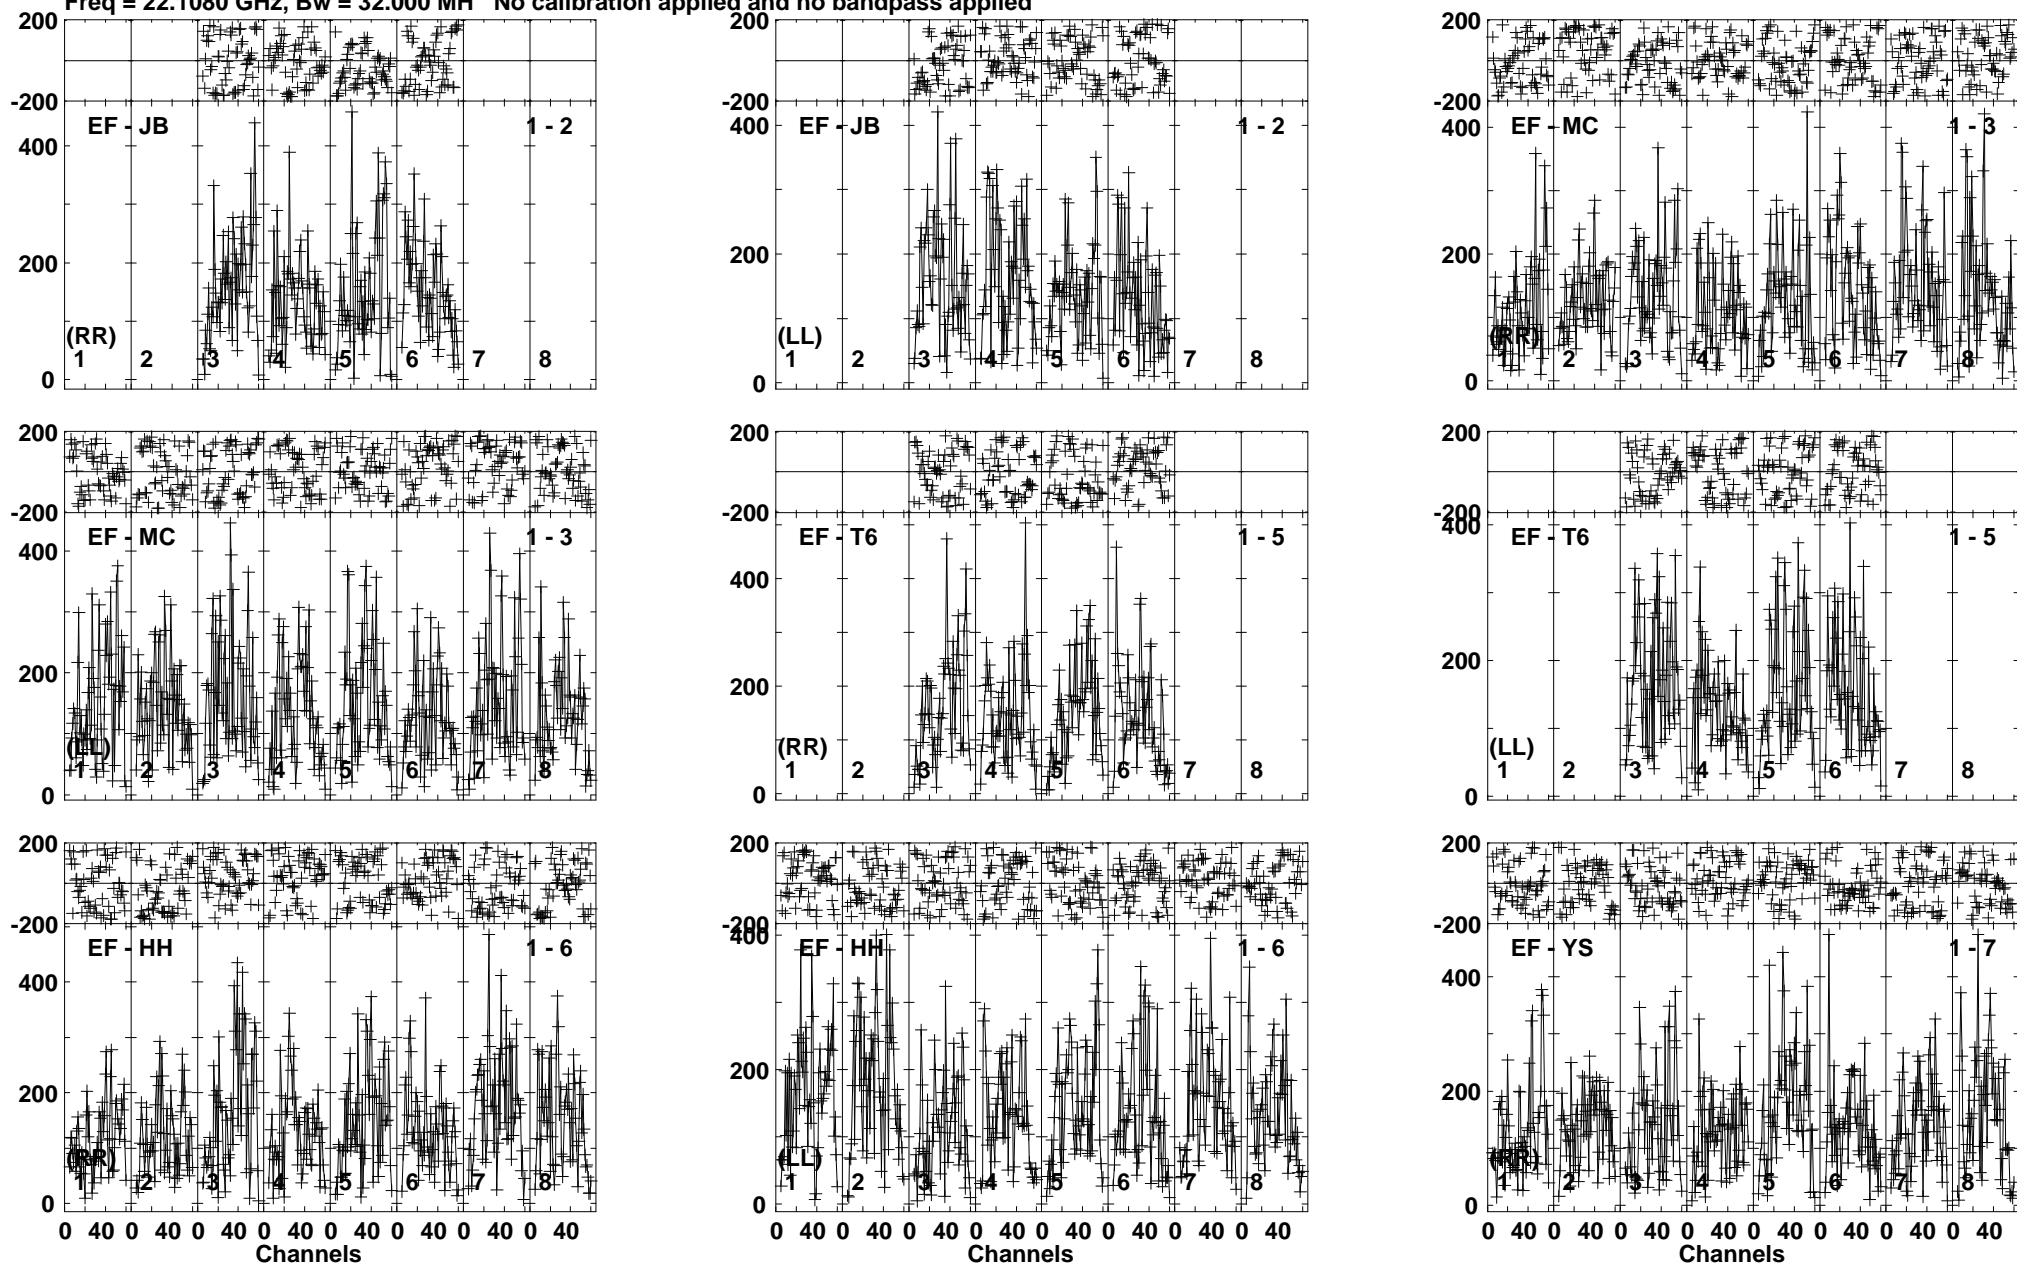 Freq = 22.1080 GHz, Bw = 32.000 MH No calibration applied and no bandpass applied
200 200 200
-200 -200 -200
EF - JB 1 - 2 EF - JB 1 - 2 EF - MC 1 - 3
400 400 400
200 200 200
(RR) (LL) (RR)
1 2 3 4 5 6 7 8 1 2 3 4 5 6 7 8 1 2 3 4 5 6 7 8
0 0 0
200 200 200
-200 -200 -200
EF - MC 1 - 3 EF - T6 1 - 5 EF - T6 1 - 5
400 400 400
200 200 200
(LL) (RR) (LL)
1 2 3 4 5 6 7 8 1 2 3 4 5 6 7 8 1 2 3 4 5 6 7 8
0 0 0
200 200 200
-200 -200 -200
EF - HH 1 - 6 EF - HH 1 - 6 EF - YS 1 - 7
400 400 400
200 200 200
(RR) (LL) (RR)
1 2 3 4 5 6 7 8 1 2 3 4 5 6 7 8 1 2 3 4 5 6 7 8
0 0 0
0 40 0 40 0 40 0 40 0 40 0 40 0 40 0 40 0 40 0 40 0 40 0 40 0 40 0 40 0 40 0 40 0 40 0 40 0 40 0 40 0 40 0 40 0 40 0 40
Channels Channels Channels